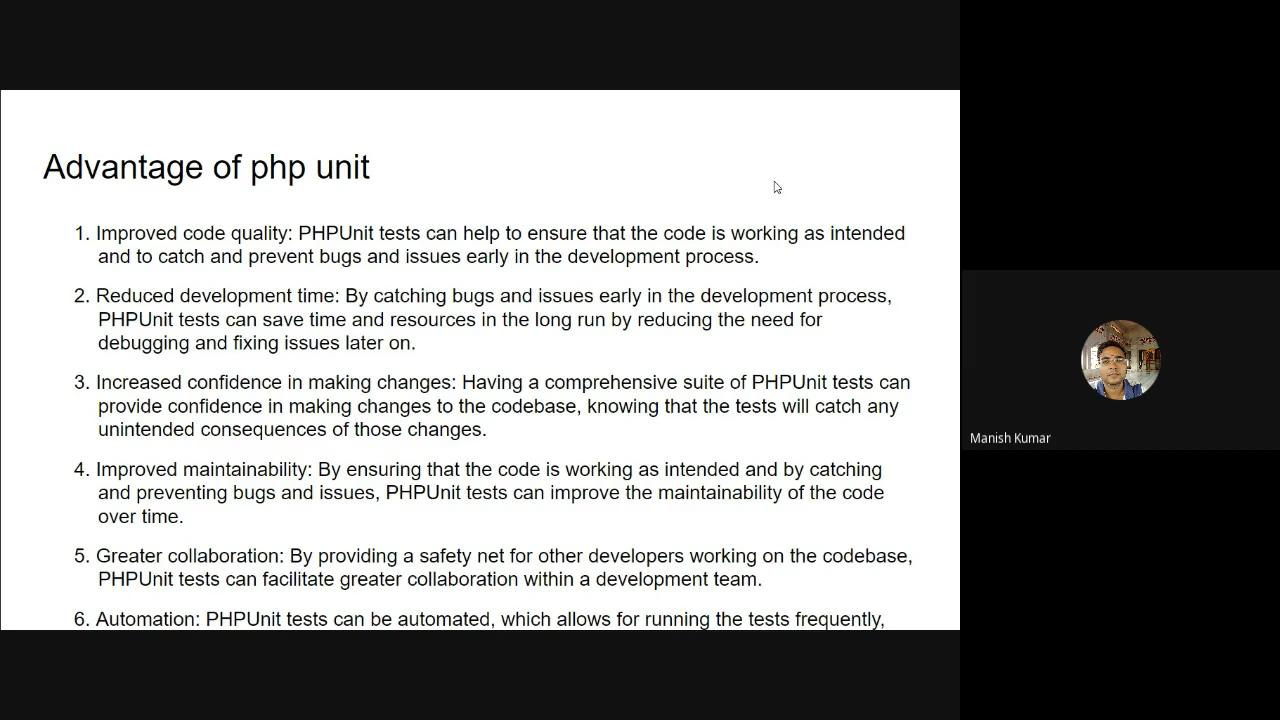 Advantage of php unit
1. Improved code quality: PHPUnit tests can help to ensure that the code is working as intended
and to catch and prevent bugs and issues early in the development process.
2. Reduced development time: By catching bugs and issues early in the development process,
PHPUnit tests can save time and resources in the long run by reducing the need for
debugging and fixing issues later on.
3. Increased confidence in making changes: Having a comprehensive suite of PHPUnit tests can
provide confidence in making changes to the codebase, knowing that the tests will catch any
unintended consequences of those changes.
4. Improved maintainability: By ensuring that the code is working as intended and by catching
and preventing bugs and issues, PHPUnit tests can improve the maintainability of the code
over time.
5. Greater collaboration: By providing a safety net for other developers working on the codebase,
PHPUnit tests can facilitate greater collaboration within a development team.
6. Automation: PHPUnit tests can be automated, which allows for running the tests frequently,
Manish Kumar